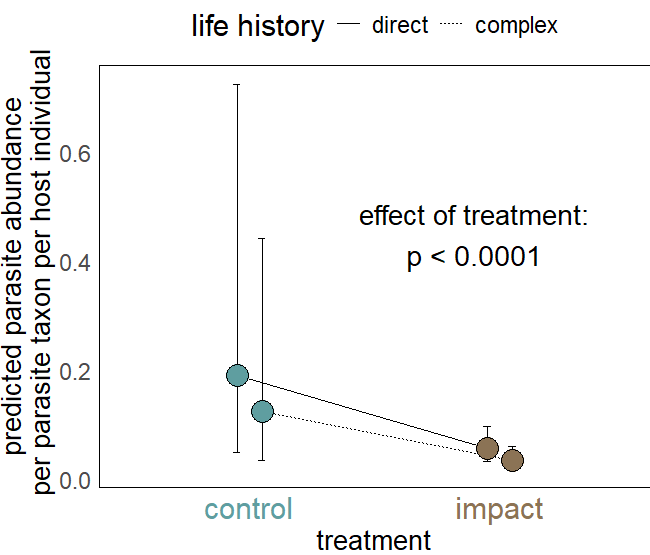 life history direct complex
predicted parasite abundance
per parasite taxon per host individual
0.6
0.4
0.2
0.0
effect of treatment:
p < 0.0001
control impact
treatment